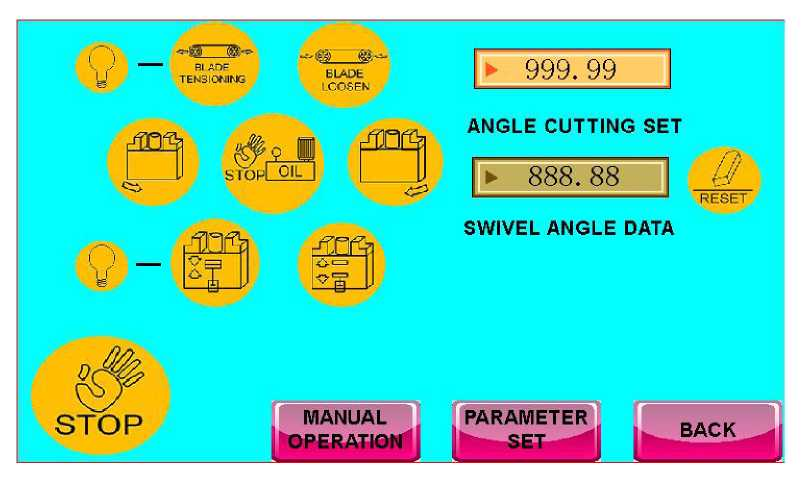 BLADE
TENSIONING
BLADE
LOOSEN
999.99
ANGLE CUTTING SET
STOP
OIL
888.88
RESET
SWIVEL ANGLE DATA
STOP
MANUAL
OPERATION
PARAMETER
SET
BACK